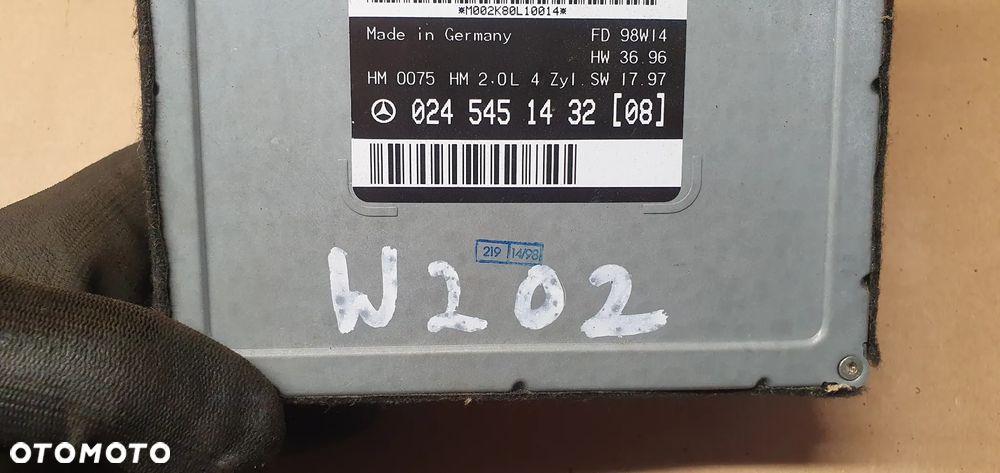 *M002K80L10014*
Made in Germany FD 98W14
HW 36.96
HM 0075 HM 2.0L 4 Zyl. SW 17.97
024 545 14 32 [08]
219 14/98
W202
OTOMOTO